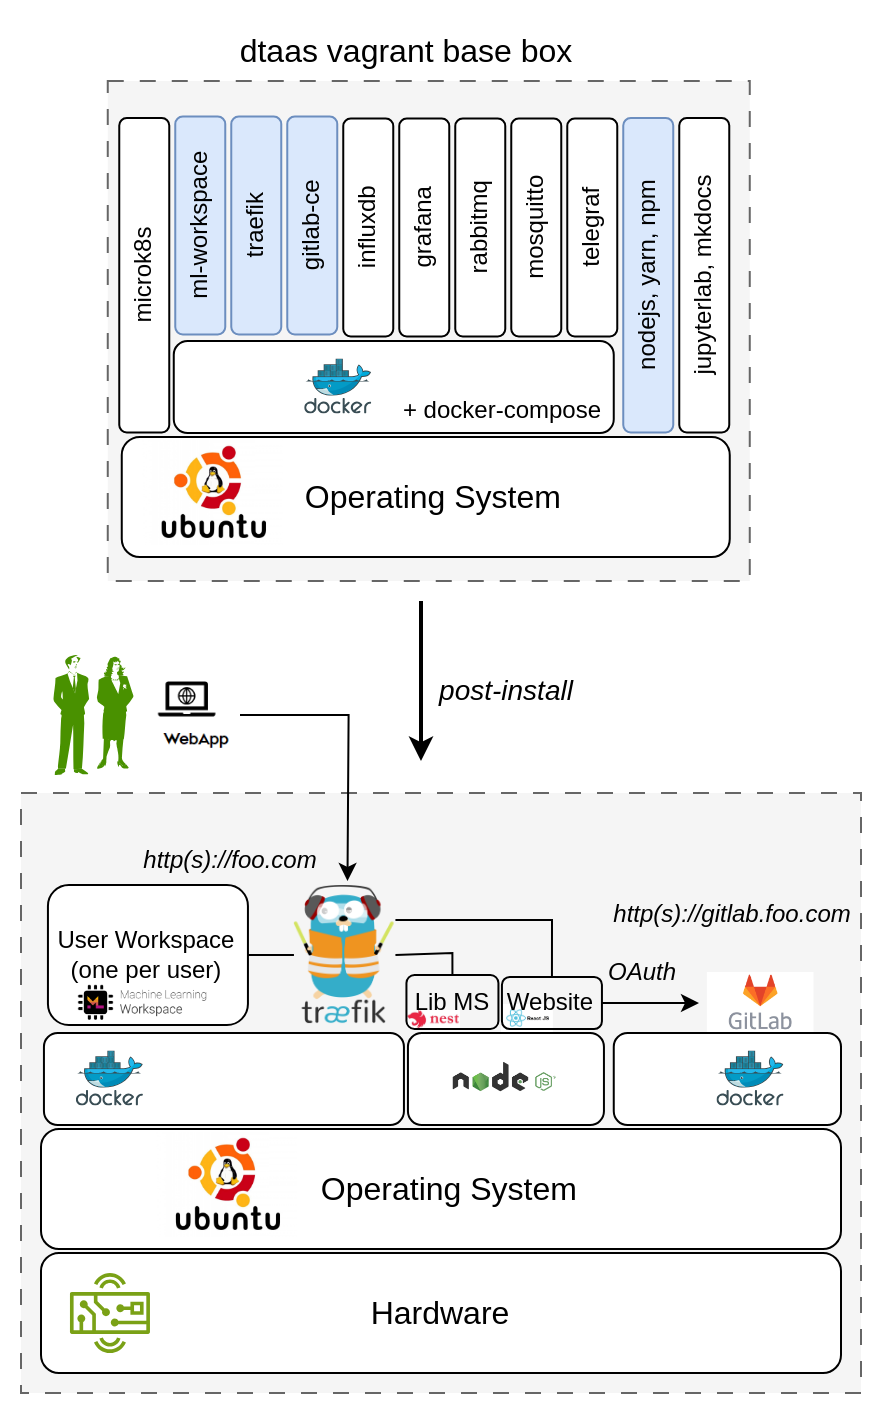 dtaas vagrant base box
microk8s
ml-workspace
traefik
gitlab-ce
influxdb
grafana
rabbitmq
mosquitto
telegraf
nodejs, yarn, npm
jupyterlab, mkdocs
docker
+ docker-compose
ubuntu
Operating System
post-install
WebApp
http(s)://foo.com
http(s)://gitlab.foo.com
User Workspace
(one per user)
Machine Learning
Workspace
træfik
Lib MS
nest
Website
React JS
OAuth
GitLab
docker
node
JS
docker
ubuntu
Operating System
Hardware